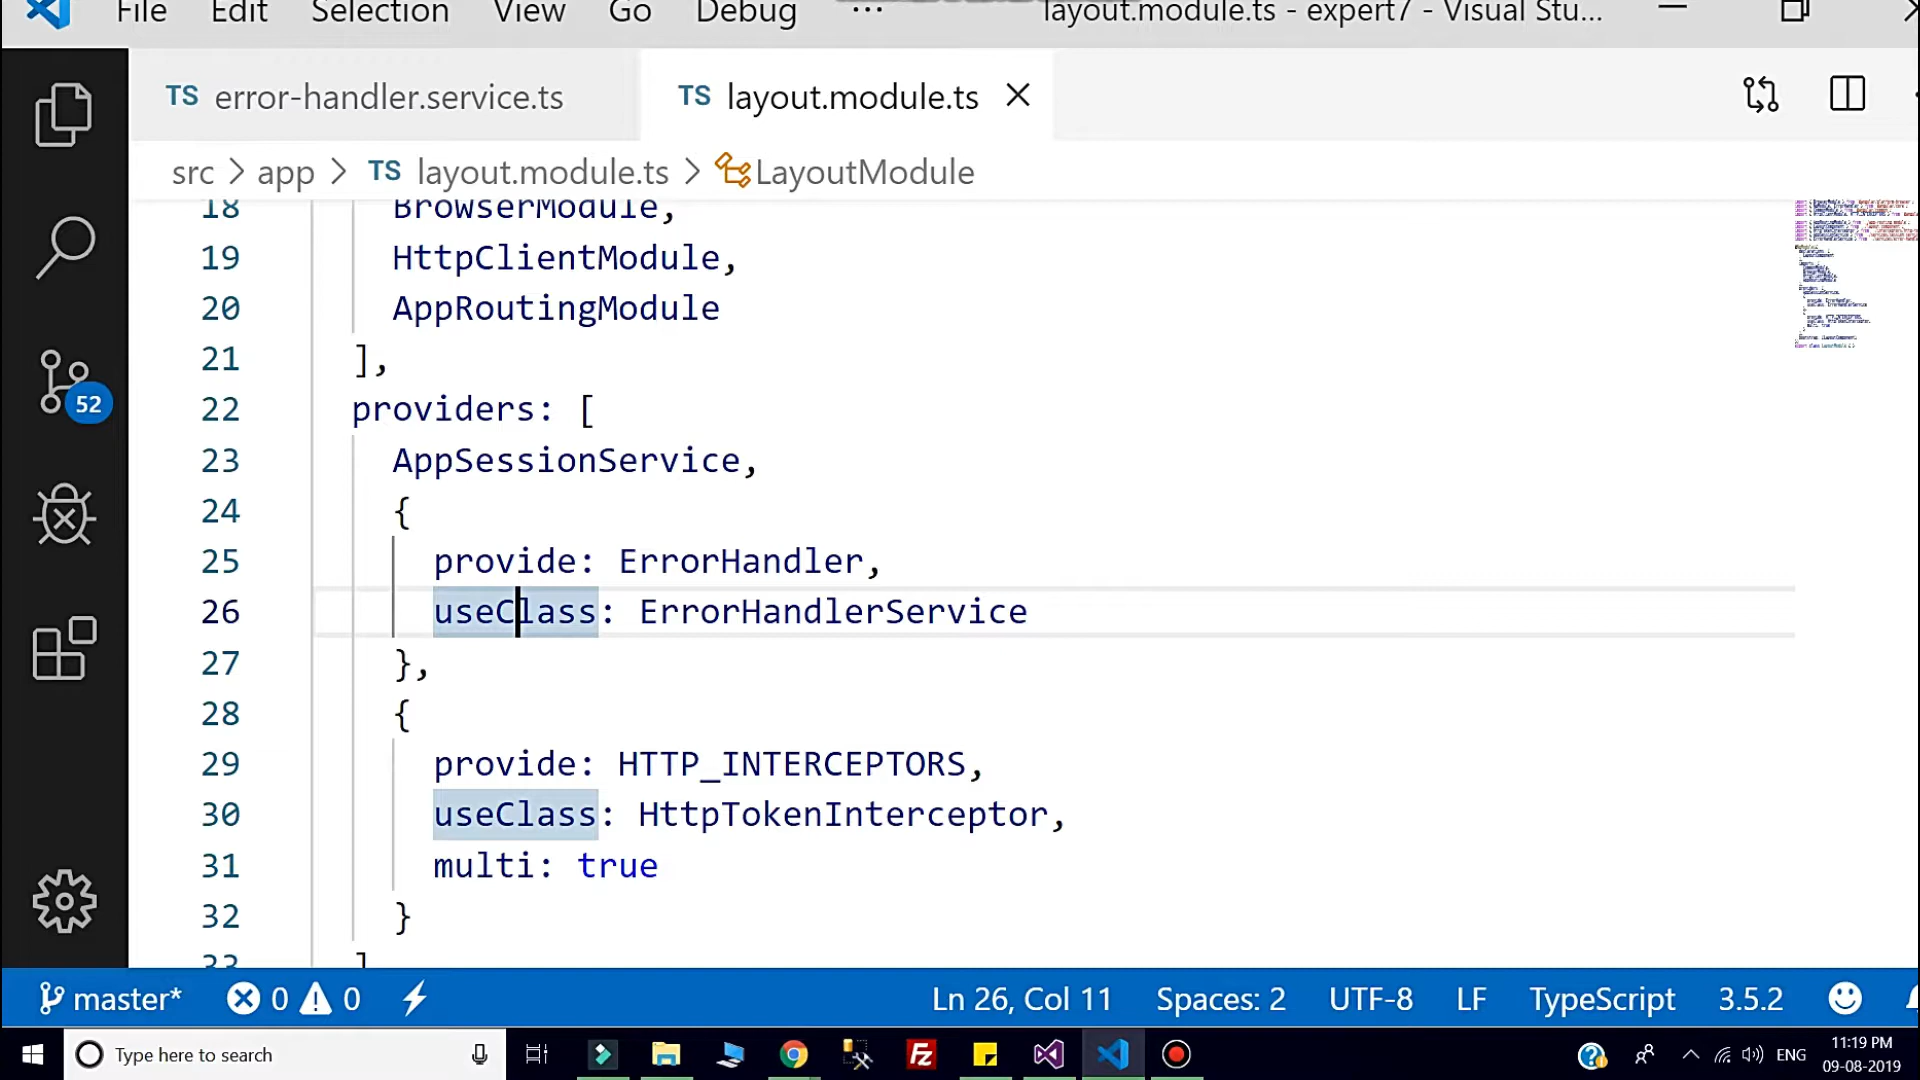 File Edit Selection View Go Debug ... layout.module.ts - expert7 - Visual Stu...
TS error-handler.service.ts TS layout.module.ts
src > app > TS layout.module.ts > LayoutModule
18 BrowserModule,
19 HttpClientModule,
20 AppRoutingModule
21 ],
22 providers: [
23 AppSessionService,
24 {
25 provide: ErrorHandler,
26 useClass: ErrorHandlerService
27 },
28 {
29 provide: HTTP_INTERCEPTORS,
30 useClass: HttpTokenInterceptor,
31 multi: true
32 }
33 ]
52
master* 0 0 Ln 26, Col 11 Spaces: 2 UTF-8 LF TypeScript 3.5.2
Type here to search Fz ENG 11:19 PM
09-08-2019